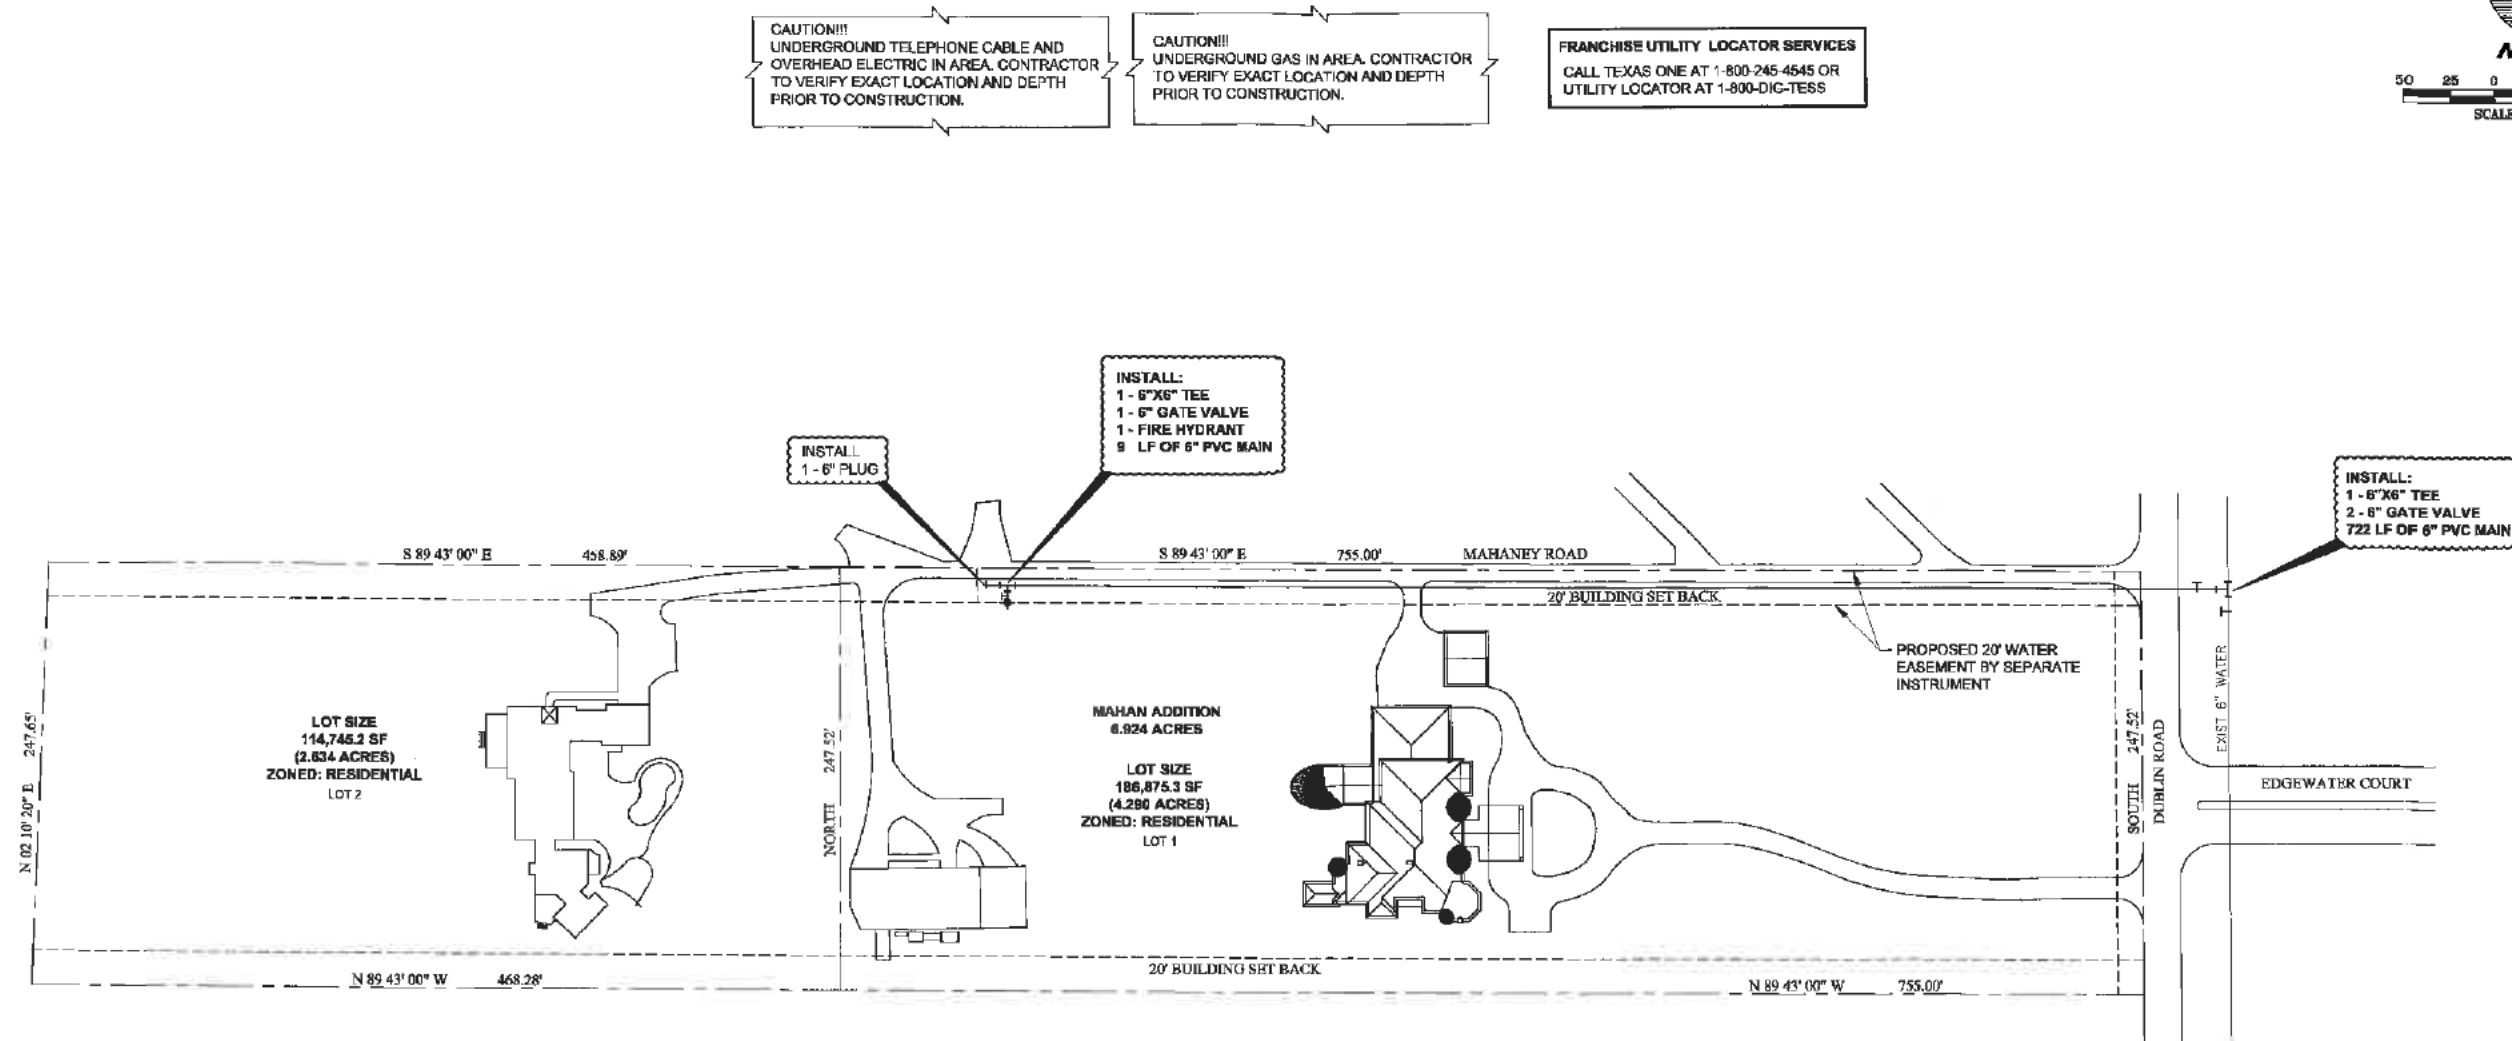 CAUTION!!!
UNDERGROUND TELEPHONE CABLE AND
OVERHEAD ELECTRIC IN AREA. CONTRACTOR
TO VERIFY EXACT LOCATION AND DEPTH
PRIOR TO CONSTRUCTION.
CAUTION!!!
UNDERGROUND GAS IN AREA. CONTRACTOR
TO VERIFY EXACT LOCATION AND DEPTH
PRIOR TO CONSTRUCTION.
FRANCHISE UTILITY LOCATOR SERVICES
CALL TEXAS ONE AT 1-800-245-4545 OR
UTILITY LOCATOR AT 1-800-DIG-TESS
50 25 0
INSTALL:
1 - 6"X6" TEE
1 - 6" GATE VALVE
1 - FIRE HYDRANT
9 LF OF 6" PVC MAIN
INSTALL
1 - 6" PLUG
INSTALL:
1 - 6"X6" TEE
2 - 6" GATE VALVE
722 LF OF 6" PVC MAIN
S 89 43' 00" E 458.89'
S 89 43' 00" E 755.00'
MAHANEY ROAD
20' BUILDING SET BACK
PROPOSED 20' WATER
EASEMENT BY SEPARATE
INSTRUMENT
N 02 10' 20" E 247.65'
LOT SIZE
114,745.2 SF
(2.634 ACRES)
ZONED: RESIDENTIAL
LOT 2
NORTH 247.52'
MAHAN ADDITION
6.924 ACRES
LOT SIZE
186,875.3 SF
(4.290 ACRES)
ZONED: RESIDENTIAL
LOT 1
SOUTH 247.52'
DUBLIN ROAD
EXIST 6" WATER
EDGEWATER COURT
20' BUILDING SET BACK
N 89 43' 00" W 468.28'
N 89 43' 00" W 755.00'